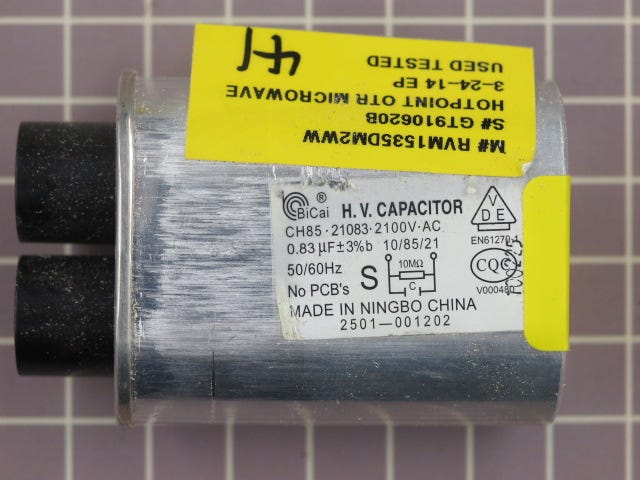 M# RVM1535DM2WW
S# GT910620B
HOTPOINT OTR MICROWAVE
3-24-14 EP
USED TESTED
BiCai ® H.V. CAPACITOR
CH85-21083-2100V-AC
0.83 µF±3%b 10/85/21
50/60Hz
No PCB's S 10MΩ
C
MADE IN NINGBO CHINA
2501—001202
VDE
EN61270-1
CQC
V000480